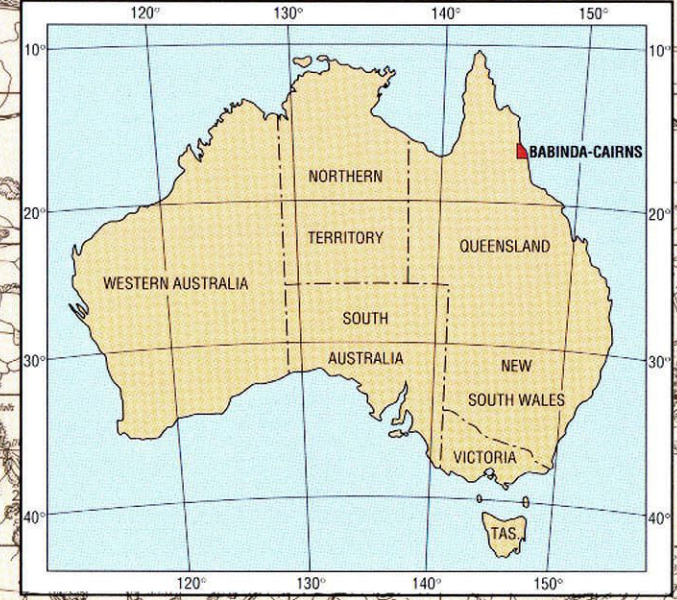 120° 130° 140° 150°
10° 10°
BABINDA-CAIRNS
NORTHERN
20° 20°
TERRITORY
QUEENSLAND
WESTERN AUSTRALIA
SOUTH
30° 30°
AUSTRALIA
NEW
SOUTH WALES
VICTORIA
40° 40°
TAS.
120° 130° 140° 150°